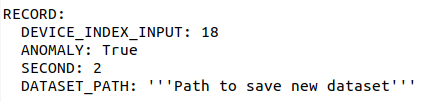 RECORD:
  DEVICE_INDEX_INPUT: 18
  ANOMALY: True
  SECOND: 2
  DATASET_PATH: '''Path to save new dataset'''